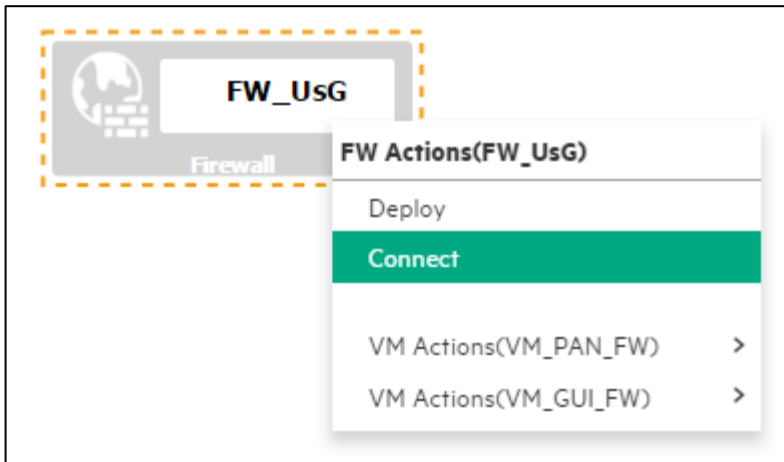 FW_UsG
Firewall
FW Actions(FW_UsG)
Deploy
Connect
VM Actions(VM_PAN_FW) >
VM Actions(VM_GUI_FW) >